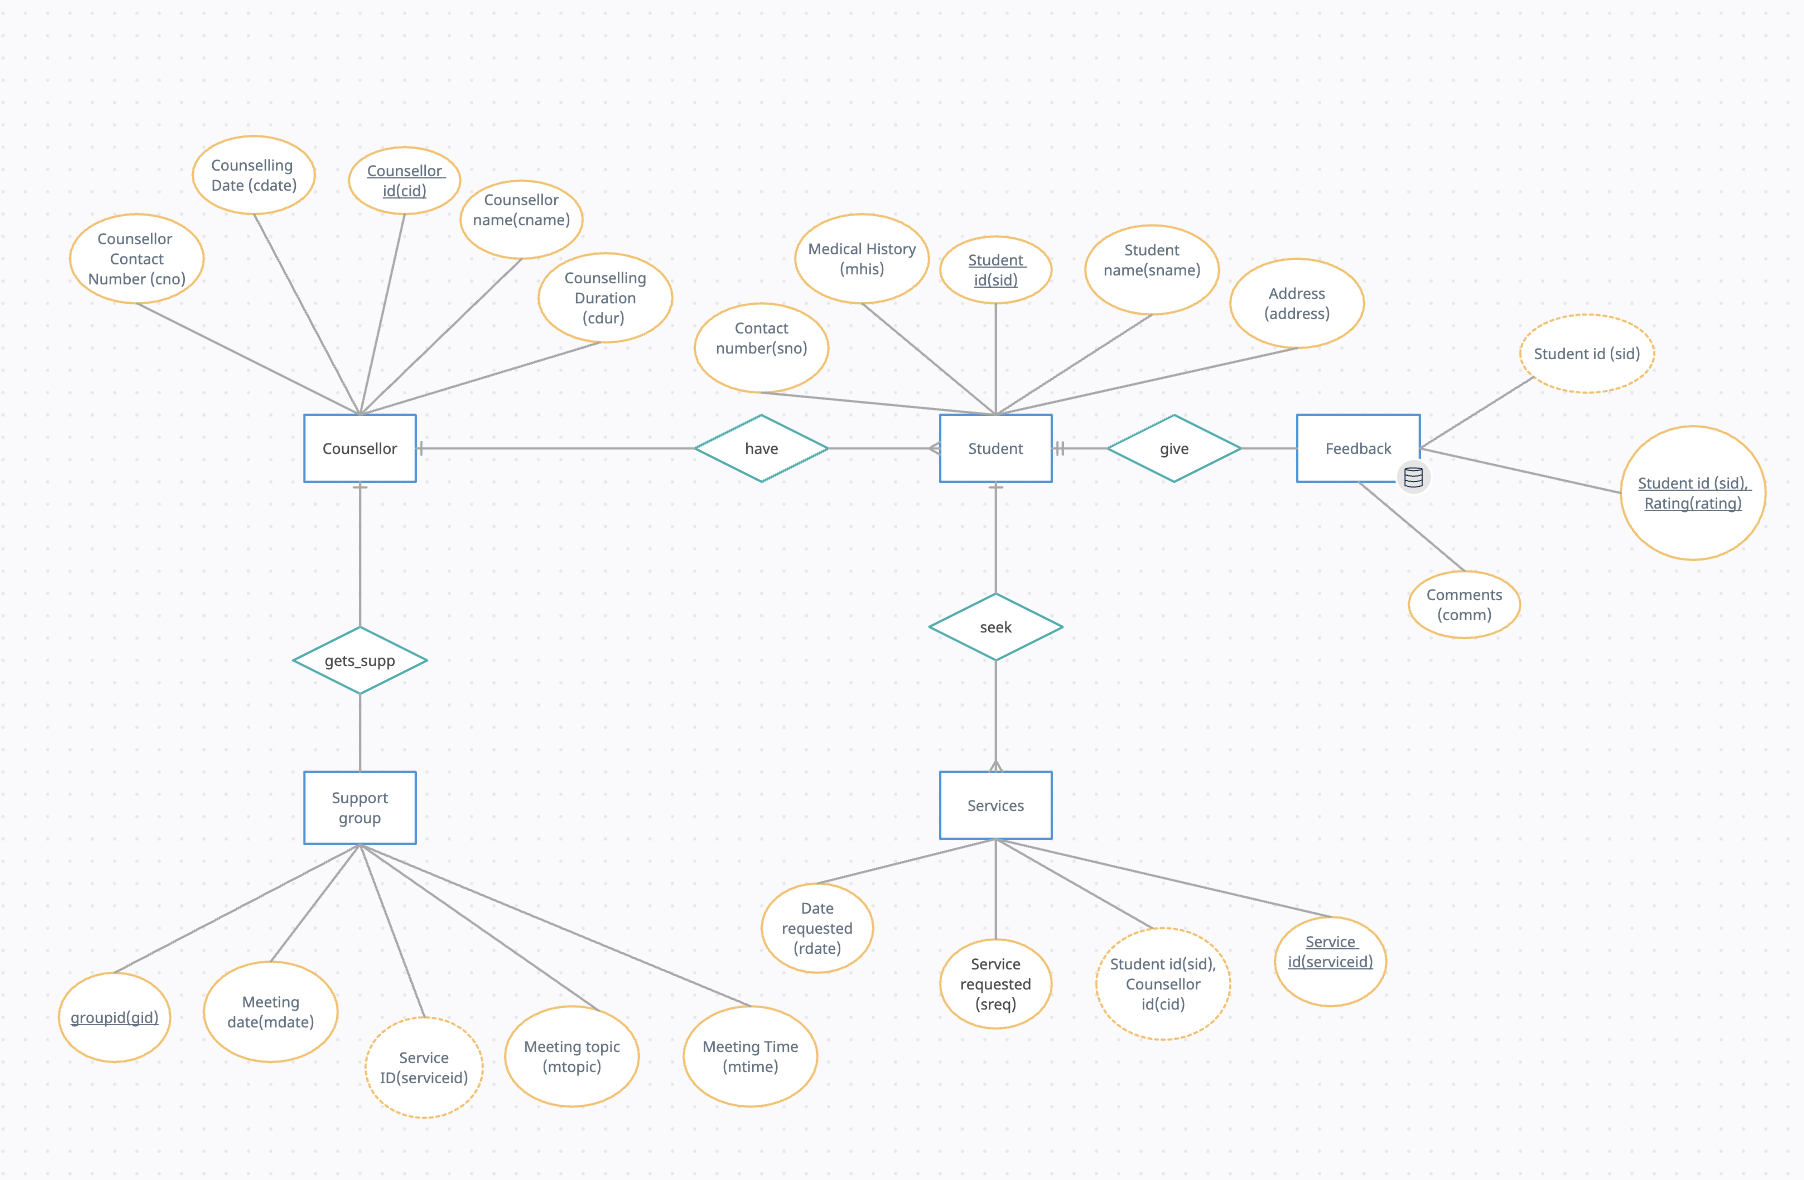 Counselling
Date (cdate)
Counsellor
id(cid)
Counsellor
name(cname)
Counsellor
Contact
Number (cno)
Counselling
Duration
(cdur)
Medical History
(mhis)
Student
id(sid)
Student
name(sname)
Address
(address)
Contact
number(sno)
Student id (sid)
Counsellor
have
Student
give
Feedback
Student id (sid),
Rating(rating)
Comments
(comm)
gets_supp
seek
Support
group
Services
Date
requested
(rdate)
Service
requested
(sreq)
Student id(sid),
Counsellor
id(cid)
Service
id(serviceid)
groupid(gid)
Meeting
date(mdate)
Service
ID(serviceid)
Meeting topic
(mtopic)
Meeting Time
(mtime)